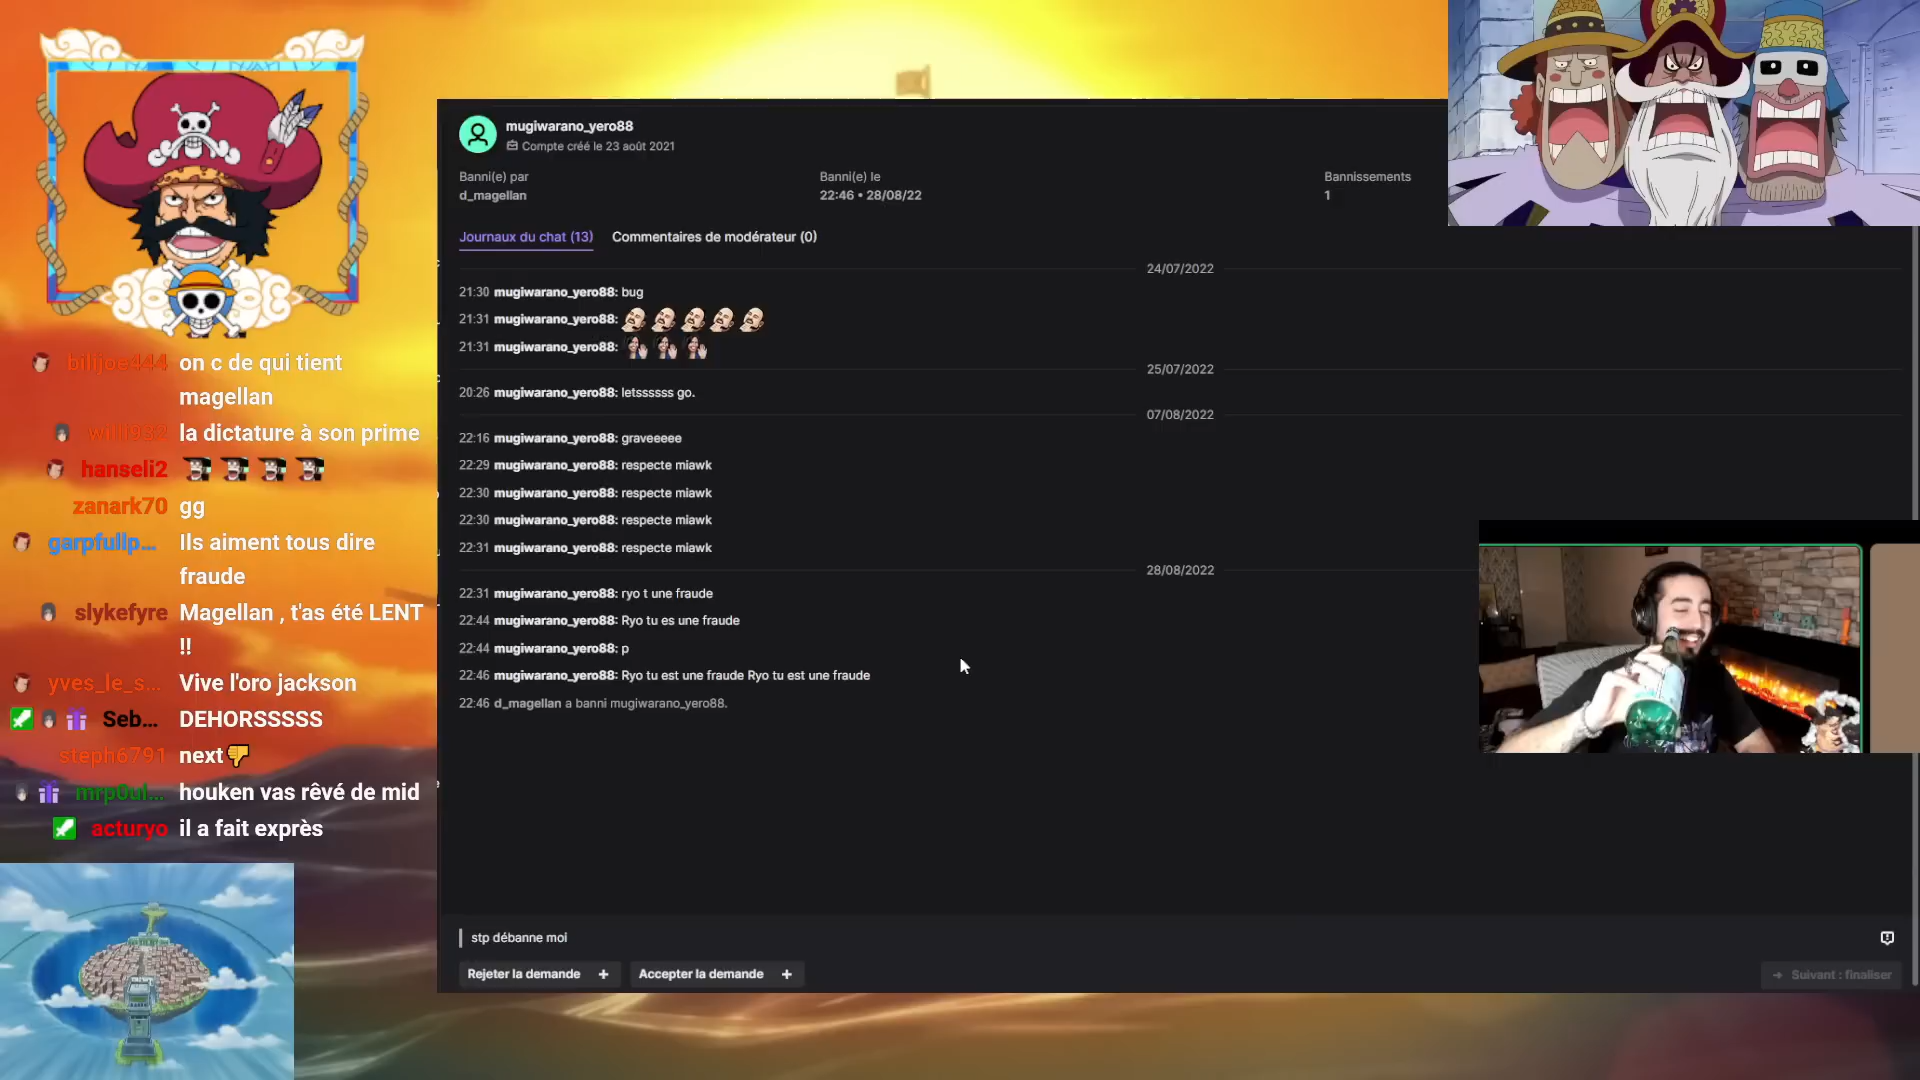 mugiwarano_yero88
Compte créé le 23 août 2021
Banni(e) par
d_magellan
Banni(e) le
22:46 • 28/08/22
Bannissements
1
Journaux du chat (13)
Commentaires de modérateur (0)
24/07/2022
21:30 mugiwarano_yero88: bug
21:31 mugiwarano_yero88:
21:31 mugiwarano_yero88:
25/07/2022
20:26 mugiwarano_yero88: letssssss go.
07/08/2022
22:16 mugiwarano_yero88: graveeeee
22:29 mugiwarano_yero88: respecte miawk
22:30 mugiwarano_yero88: respecte miawk
22:30 mugiwarano_yero88: respecte miawk
22:31 mugiwarano_yero88: respecte miawk
28/08/2022
22:31 mugiwarano_yero88: ryo t une fraude
22:44 mugiwarano_yero88: Ryo tu es une fraude
22:44 mugiwarano_yero88: p
22:46 mugiwarano_yero88: Ryo tu est une fraude Ryo tu est une fraude
22:46 d_magellan a banni mugiwarano_yero88.
stp débanne moi
Rejeter la demande +
Accepter la demande +
Suivant : finaliser
billjoe444 on c de qui tient
magellan
la dictature à son prime
hanseli2
zanark70 gg
garpfullp... Ils aiment tous dire
fraude
slykefyre Magellan , t'as été LENT
!!
yves_le_s... Vive l'oro jackson
Seb... DEHORSSSSS
steph6791 next
mrp0ul... houken vas rêvé de mid
acturyo il a fait exprès